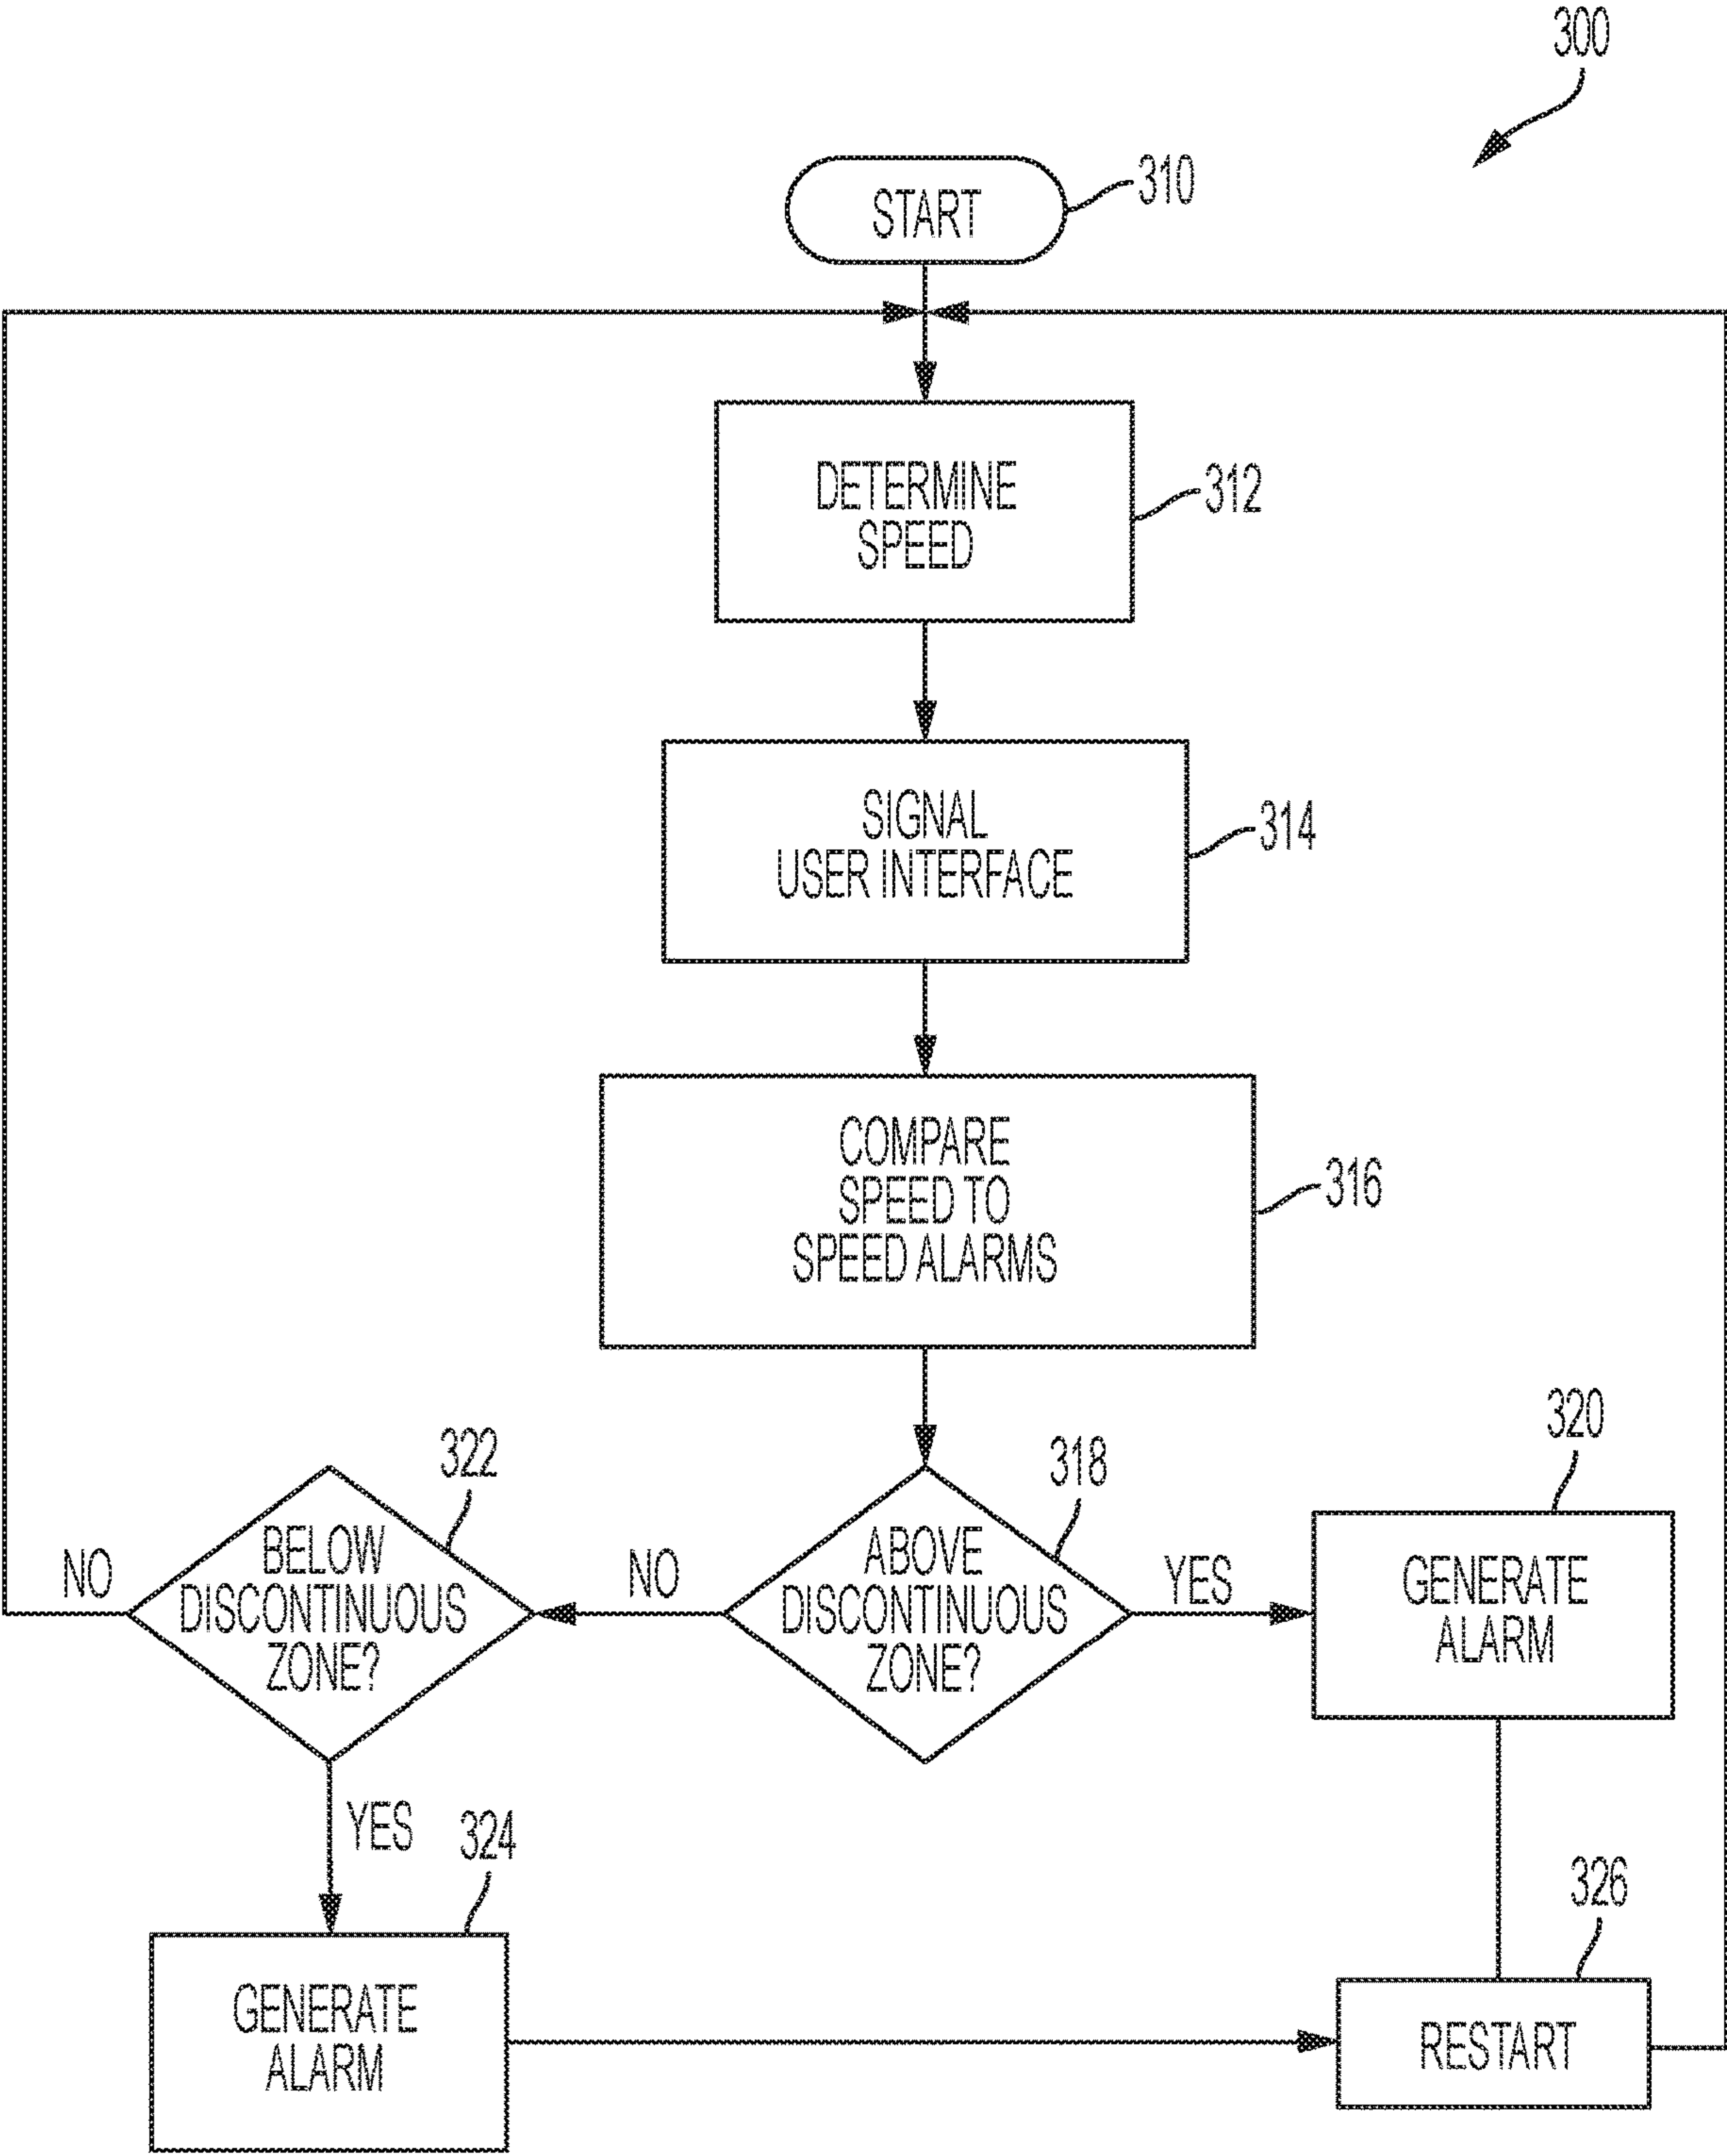 300
START
310
DETERMINE
SPEED
312
SIGNAL
USER INTERFACE
314
COMPARE
SPEED TO
SPEED ALARMS
316
322
318
320
NO
BELOW
DISCONTINUOUS
ZONE?
NO
ABOVE
DISCONTINUOUS
ZONE?
YES
GENERATE
ALARM
YES
324
326
GENERATE
ALARM
RESTART